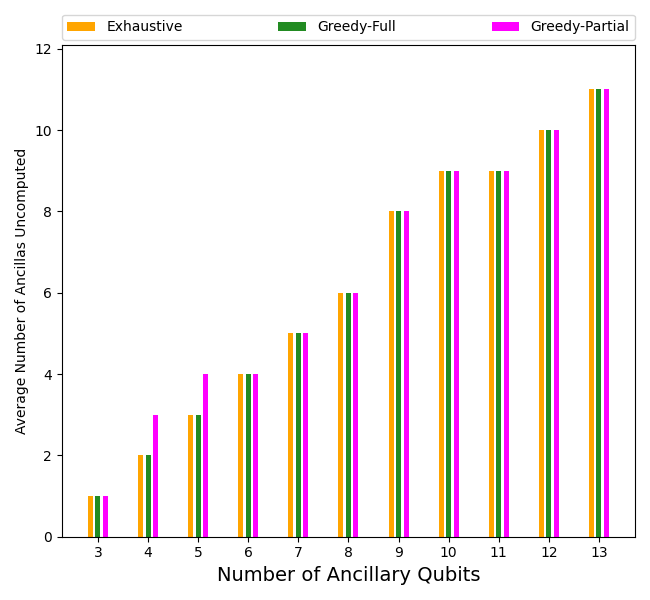 Exhaustive Greedy-Full Greedy-Partial
12
10
8
6
4
2
0
Average Number of Ancillas Uncomputed
3 4 5 6 7 8 9 10 11 12 13
Number of Ancillary Qubits